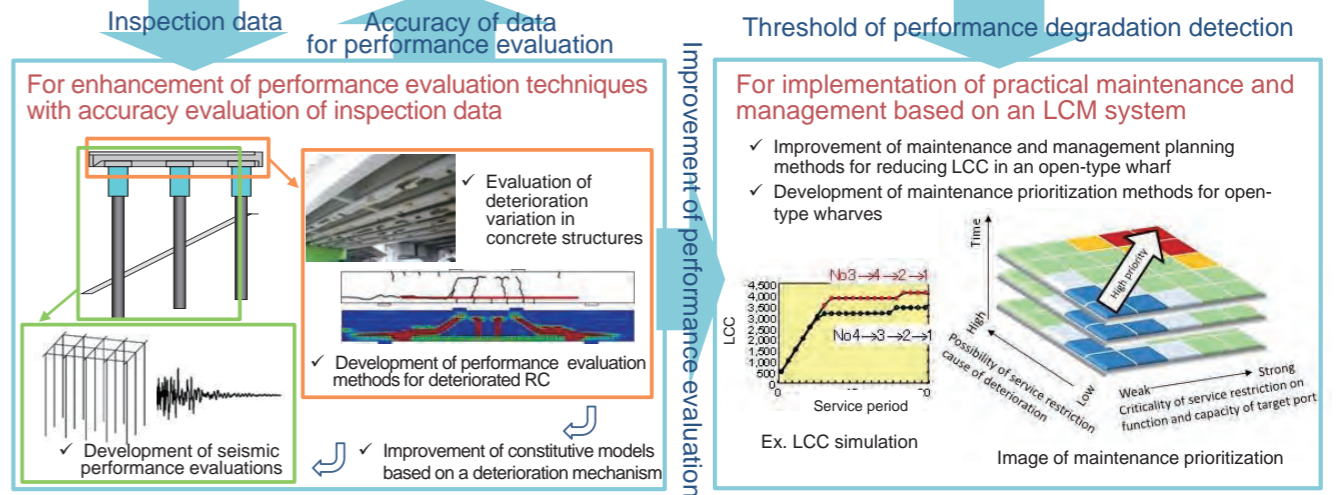 Inspection data
Accuracy of data
for performance evaluation
For enhancement of performance evaluation techniques
with accuracy evaluation of inspection data
✓ Evaluation of
deterioration
variation in
concrete structures
✓ Development of performance evaluation
methods for deteriorated RC
✓ Development of seismic
performance evaluations
✓ Improvement of constitutive models
based on a deterioration mechanism
Improvement of performance evaluation
Threshold of performance degradation detection
For implementation of practical maintenance and
management based on an LCM system
✓ Improvement of maintenance and management planning
methods for reducing LCC in an open-type wharf
✓ Development of maintenance prioritization methods for open-
type wharves
LCC
4,500
4,000
3,500
3,000
2,500
2,000
1,500
1,000
500
0
0
No3→4→2→1
No4→3→2→1
Service period
Ex. LCC simulation
Time
High priority
High
Low
Possibility of service restriction
cause of deterioration
Weak
Strong
Criticality of service restriction on
function and capacity of target port
Image of maintenance prioritization